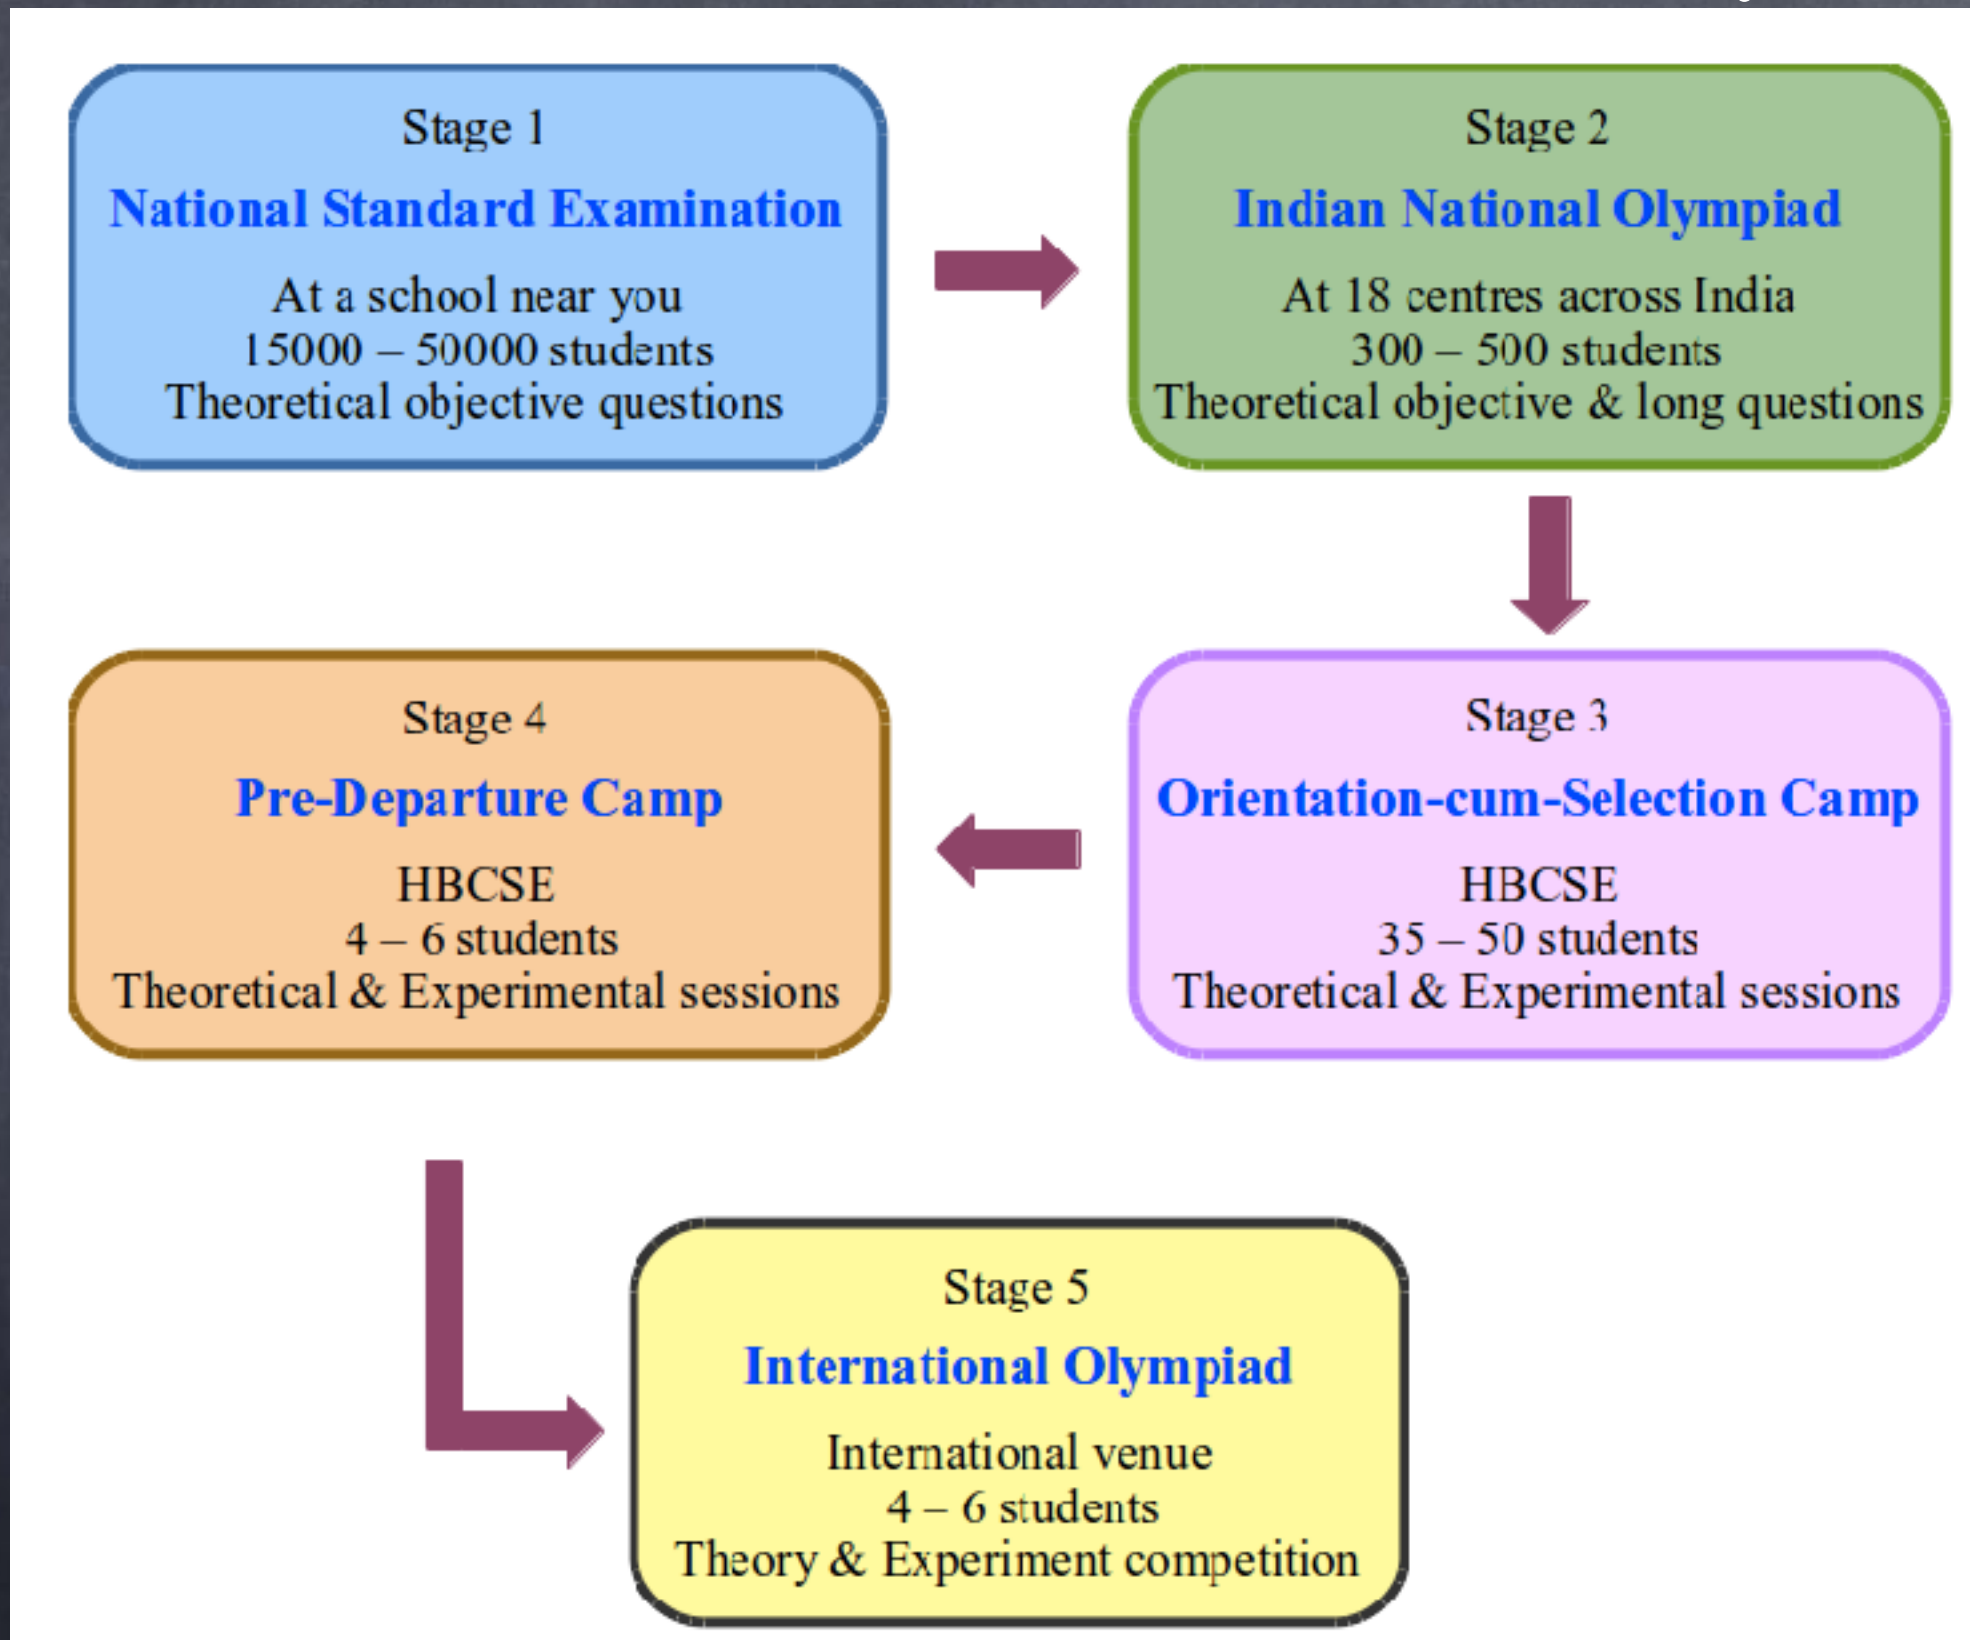 Stage 1
National Standard Examination
At a school near you
15000 – 50000 students
Theoretical objective questions
Stage 2
Indian National Olympiad
At 18 centres across India
300 – 500 students
Theoretical objective & long questions
Stage 3
Orientation-cum-Selection Camp
HBCSE
35 – 50 students
Theoretical & Experimental sessions
Stage 4
Pre-Departure Camp
HBCSE
4 – 6 students
Theoretical & Experimental sessions
Stage 5
International Olympiad
International venue
4 – 6 students
Theory & Experiment competition